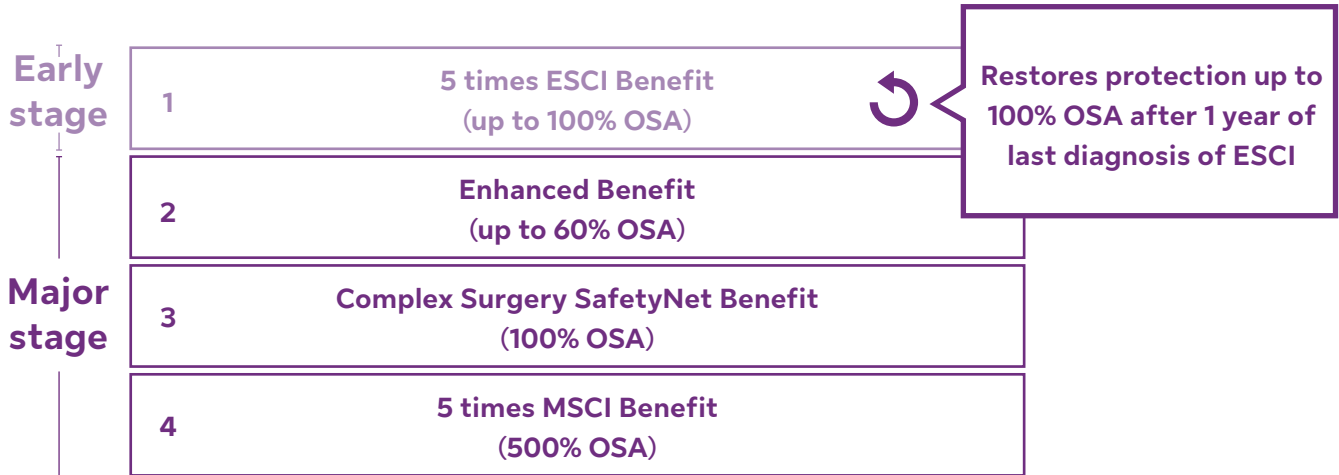 Early
stage
1
5 times ESCI Benefit
(up to 100% OSA)
Restores protection up to
100% OSA after 1 year of
last diagnosis of ESCI
Major
stage
2
Enhanced Benefit
(up to 60% OSA)
3
Complex Surgery SafetyNet Benefit
(100% OSA)
4
5 times MSCI Benefit
(500% OSA)